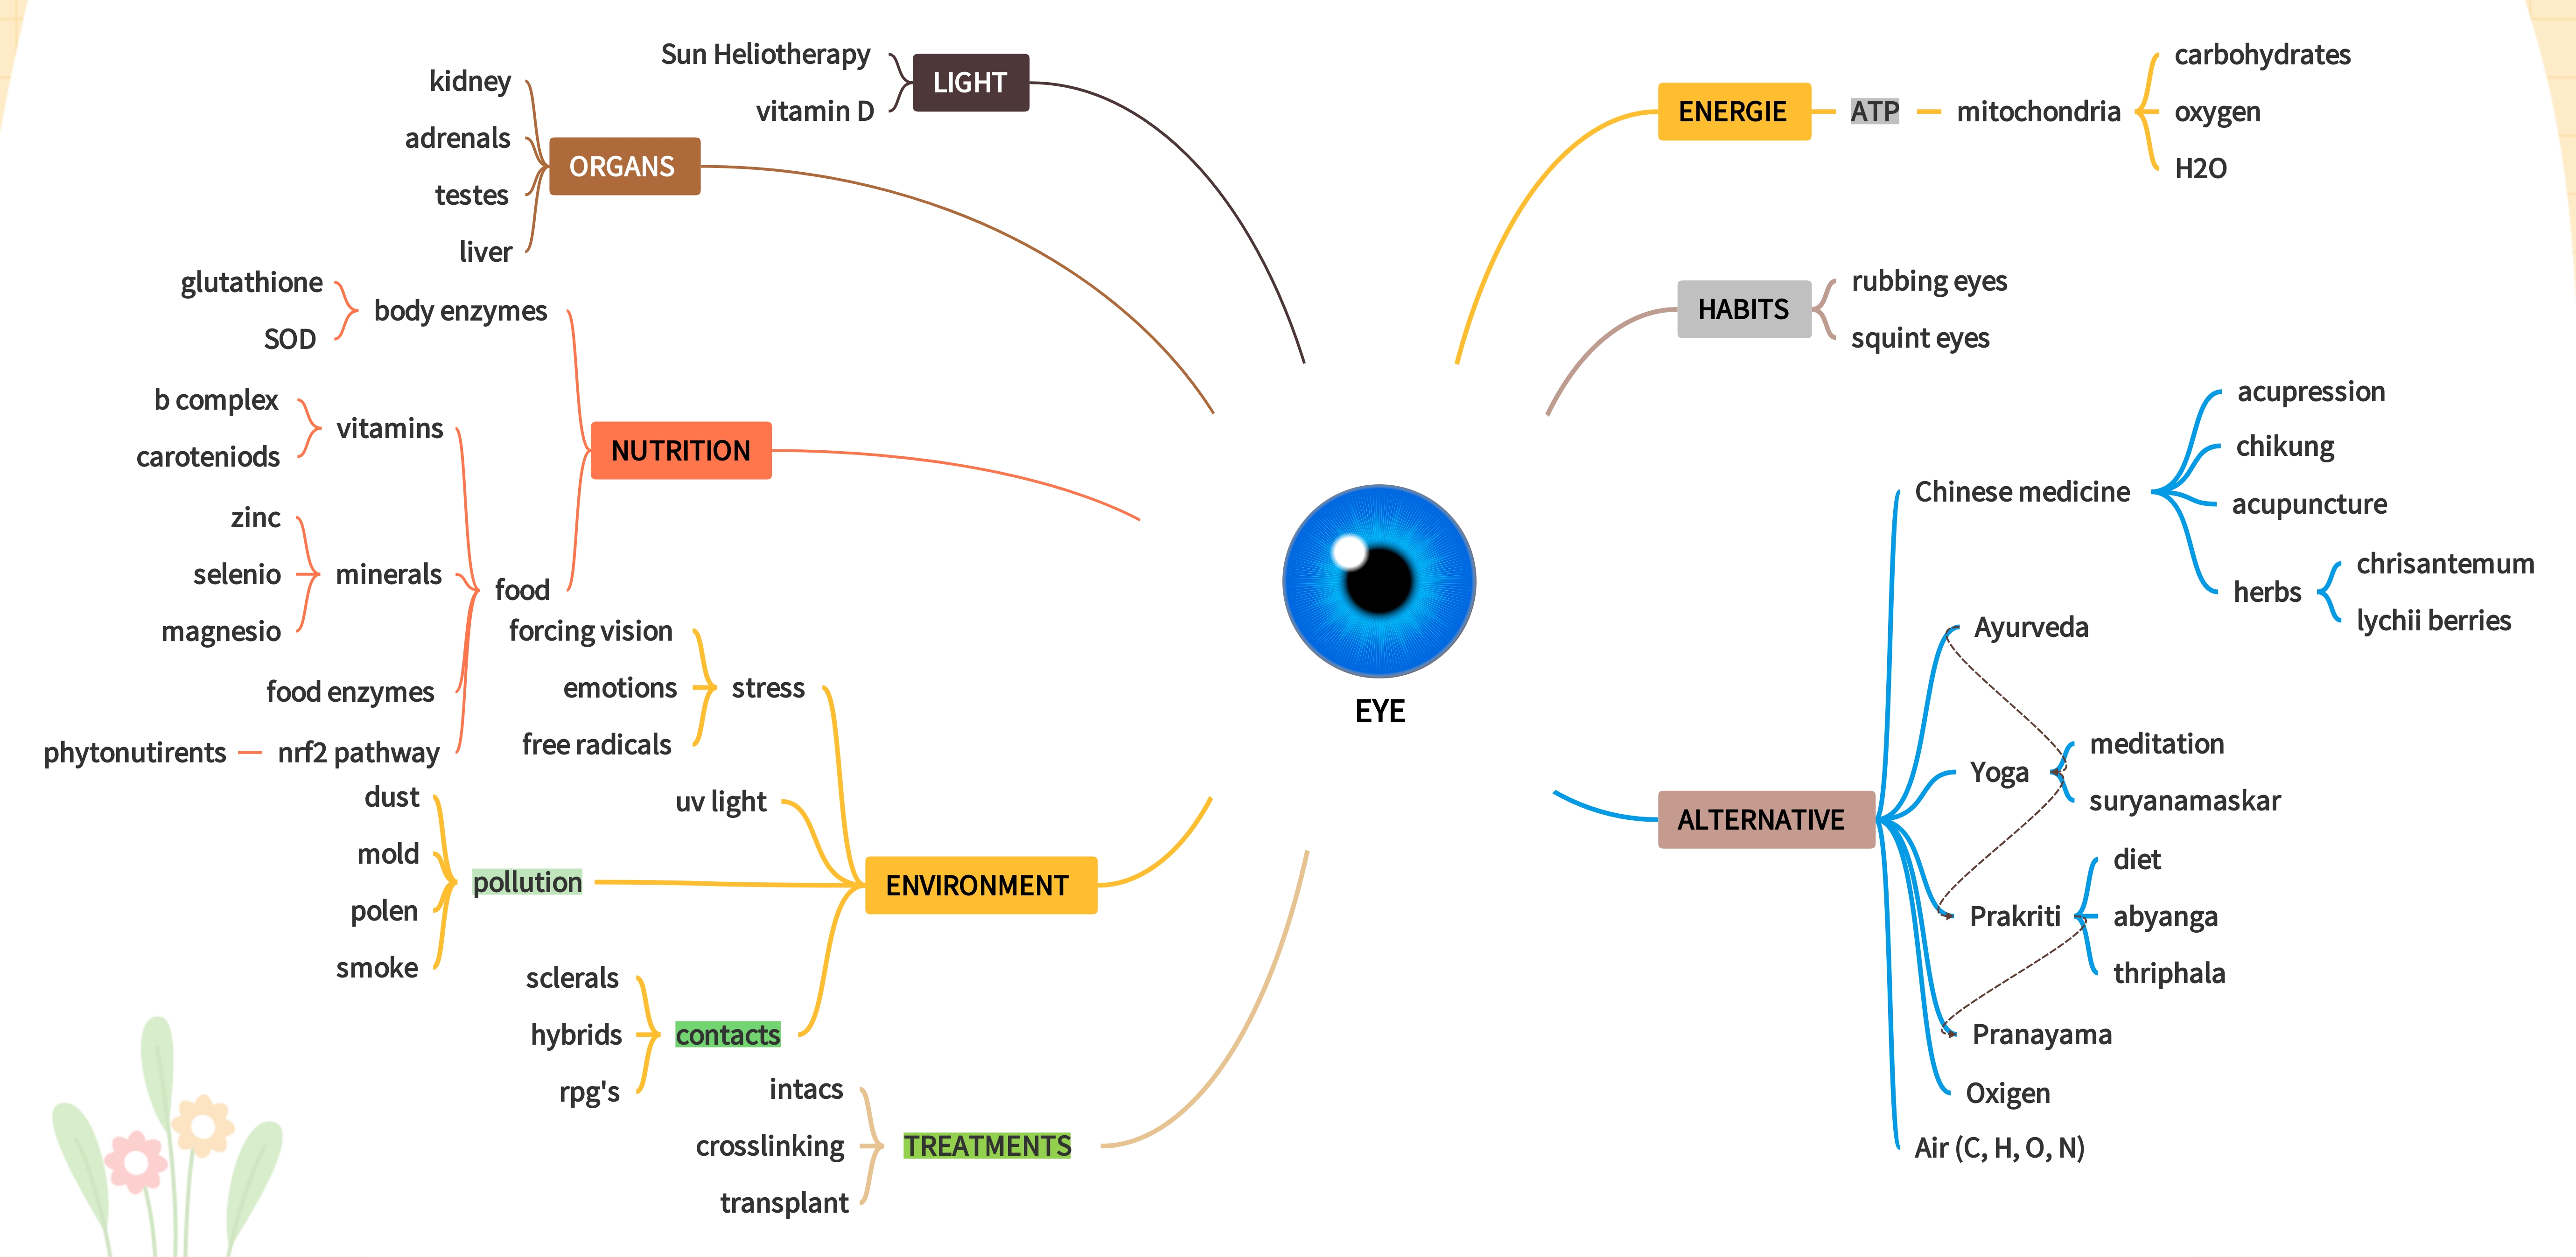 EYE
LIGHT
Sun Heliotherapy
vitamin D
ORGANS
kidney
adrenals
testes
liver
NUTRITION
body enzymes
glutathione
SOD
food
vitamins
b complex
caroteniods
minerals
zinc
selenio
magnesio
food enzymes
nrf2 pathway
phytonutirents
ENVIRONMENT
stress
forcing vision
emotions
free radicals
uv light
pollution
dust
mold
polen
smoke
contacts
sclerals
hybrids
rpg's
TREATMENTS
intacs
crosslinking
transplant
ENERGIE
ATP
mitochondria
carbohydrates
oxygen
H2O
HABITS
rubbing eyes
squint eyes
ALTERNATIVE
Chinese medicine
acupression
chikung
acupuncture
herbs
chrisantemum
lychii berries
Ayurveda
Yoga
meditation
suryanamaskar
Prakriti
diet
abyanga
thriphala
Pranayama
Oxigen
Air (C, H, O, N)